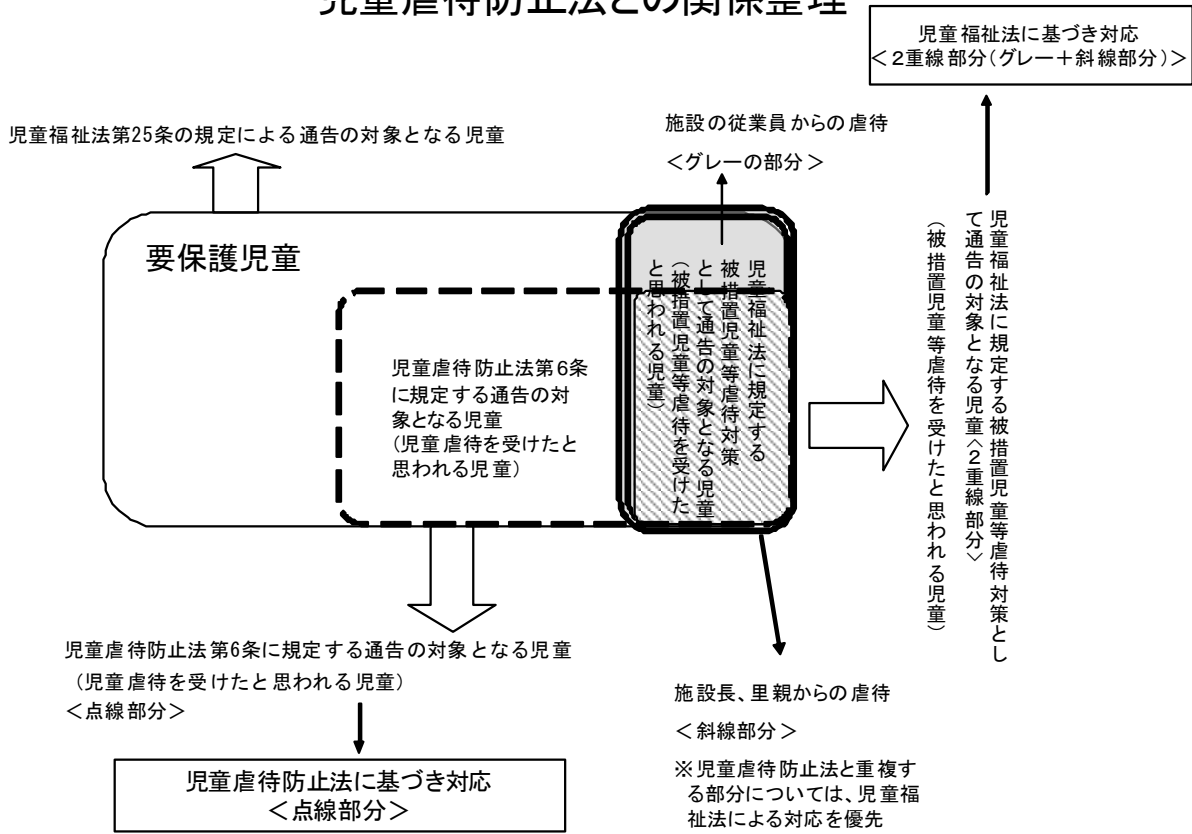 児童虐待防止法との関係整理
児童福祉法に基づき対応
＜2重線部分(グレー＋斜線部分)＞
児童福祉法第25条の規定による通告の対象となる児童
施設の従業員からの虐待
＜グレーの部分＞
要保護児童
児童虐待防止法第6条
に規定する通告の対
象となる児童
(児童虐待を受けたと
思われる児童)
児童福祉法に規定する
被措置児童等虐待対策
として通告の対象となる児童
(被措置児童等虐待を受けた
と思われる児童)
児童福祉法に規定する被措置児童等虐待対策とし
て通告の対象となる児童＜2重線部分＞
(被措置児童等虐待を受けたと思われる児童)
児童虐待防止法第6条に規定する通告の対象となる児童
(児童虐待を受けたと思われる児童)
＜点線部分＞
児童虐待防止法に基づき対応
＜点線部分＞
施設長、里親からの虐待
＜斜線部分＞
※児童虐待防止法と重複す
る部分については、児童福
祉法による対応を優先